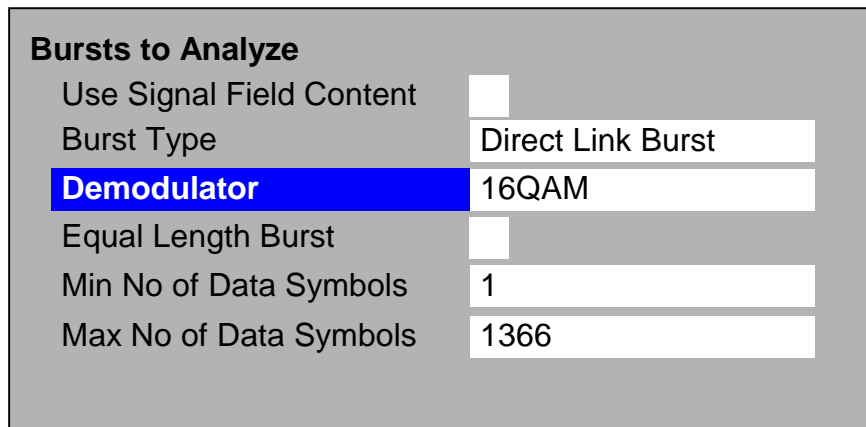 Bursts to Analyze
Use Signal Field Content
Burst Type Direct Link Burst
Demodulator 16QAM
Equal Length Burst
Min No of Data Symbols 1
Max No of Data Symbols 1366